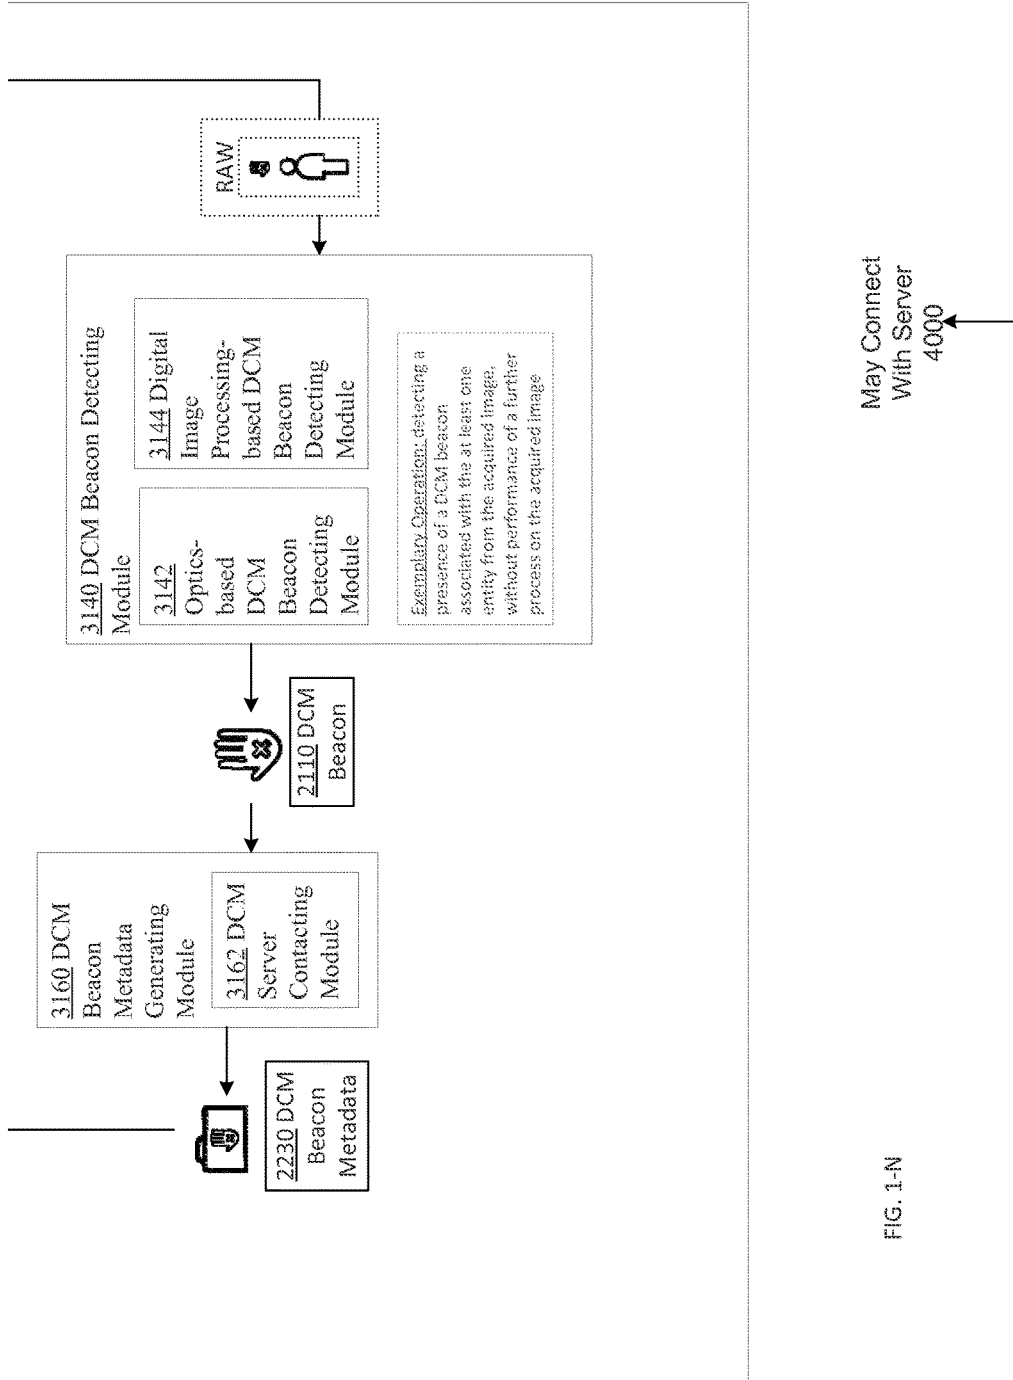 RAW
3140 DCM Beacon Detecting
Module
3142
Optics-
based
DCM
Beacon
Detecting
Module
3144 Digital
Image
Processing-
based DCM
Beacon
Detecting
Module
Exemplary Operation: detecting a
presence of a DCM beacon
associated with the at least one
entity from the acquired image,
without performance of a further
process on the acquired image
2110 DCM
Beacon
3160 DCM
Beacon
Metadata
Generating
Module
3162 DCM
Server
Contacting
Module
2230 DCM
Beacon
Metadata
May Connect
With Server
4000
FIG. 1-N